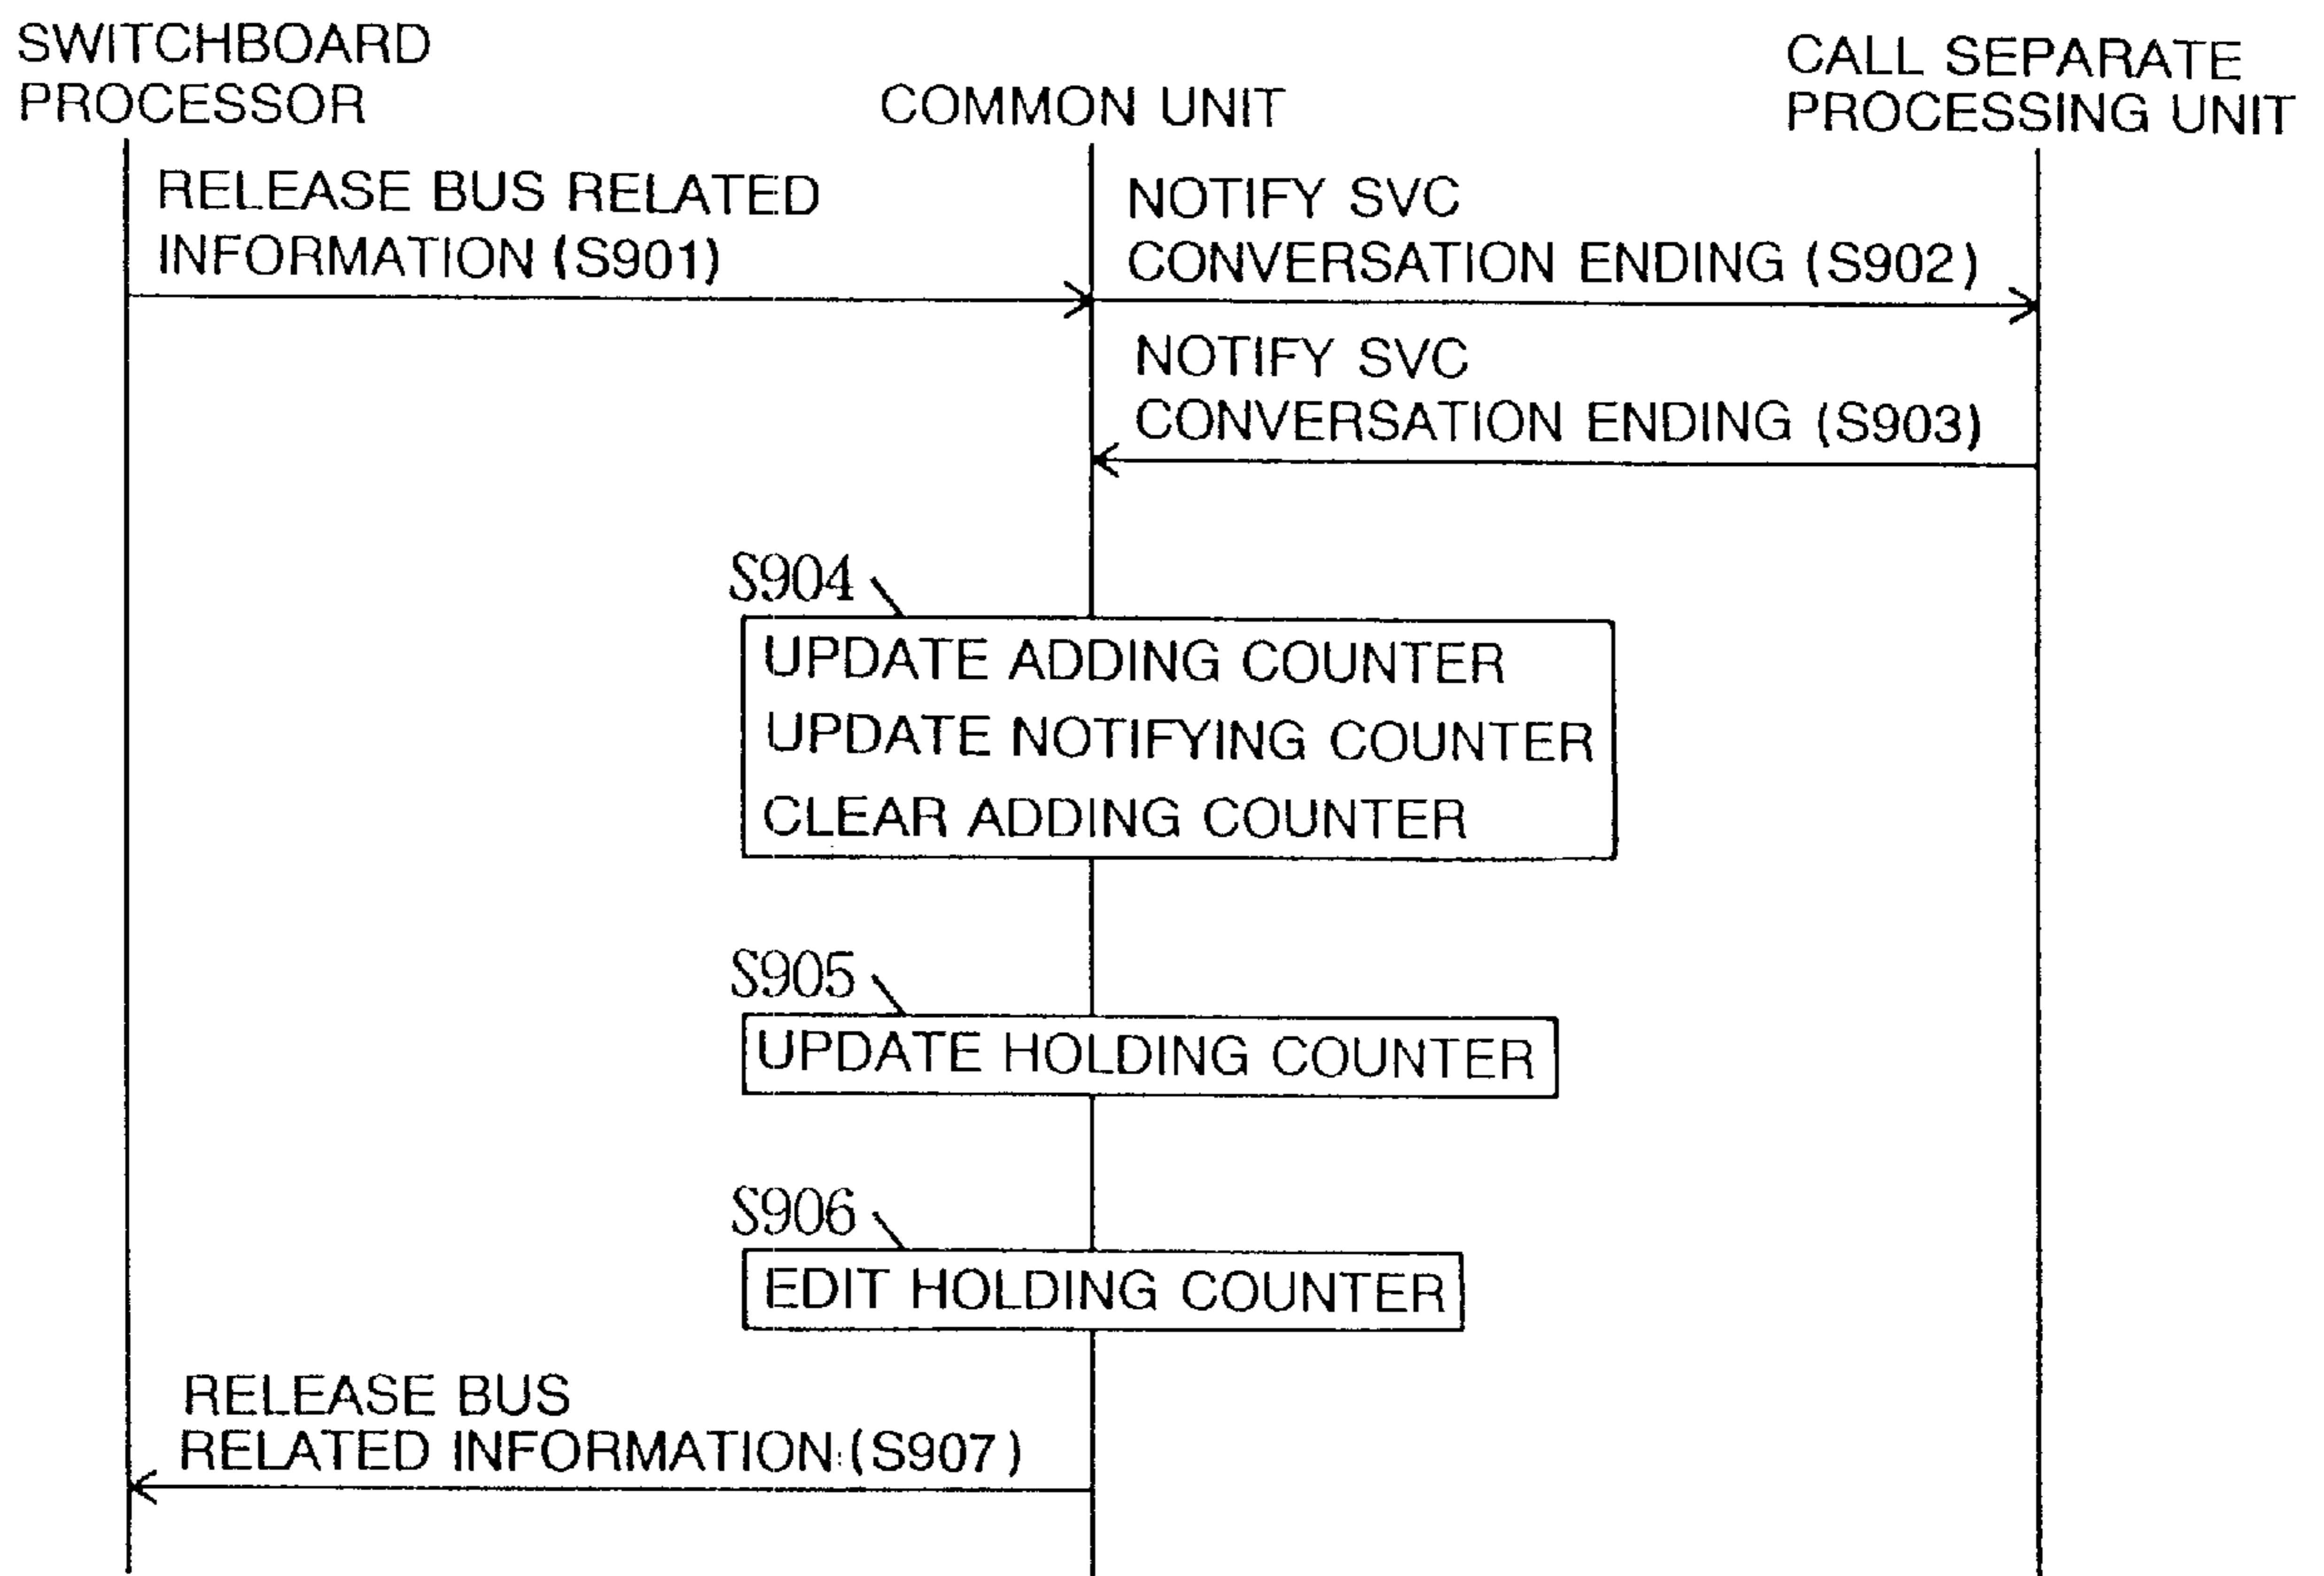 SWITCHBOARD
PROCESSOR
COMMON UNIT
CALL SEPARATE
PROCESSING UNIT
RELEASE BUS RELATED
INFORMATION (S901)
NOTIFY SVC
CONVERSATION ENDING (S902)
NOTIFY SVC
CONVERSATION ENDING (S903)
S904
UPDATE ADDING COUNTER
UPDATE NOTIFYING COUNTER
CLEAR ADDING COUNTER
S905
UPDATE HOLDING COUNTER
S906
EDIT HOLDING COUNTER
RELEASE BUS
RELATED INFORMATION (S907)